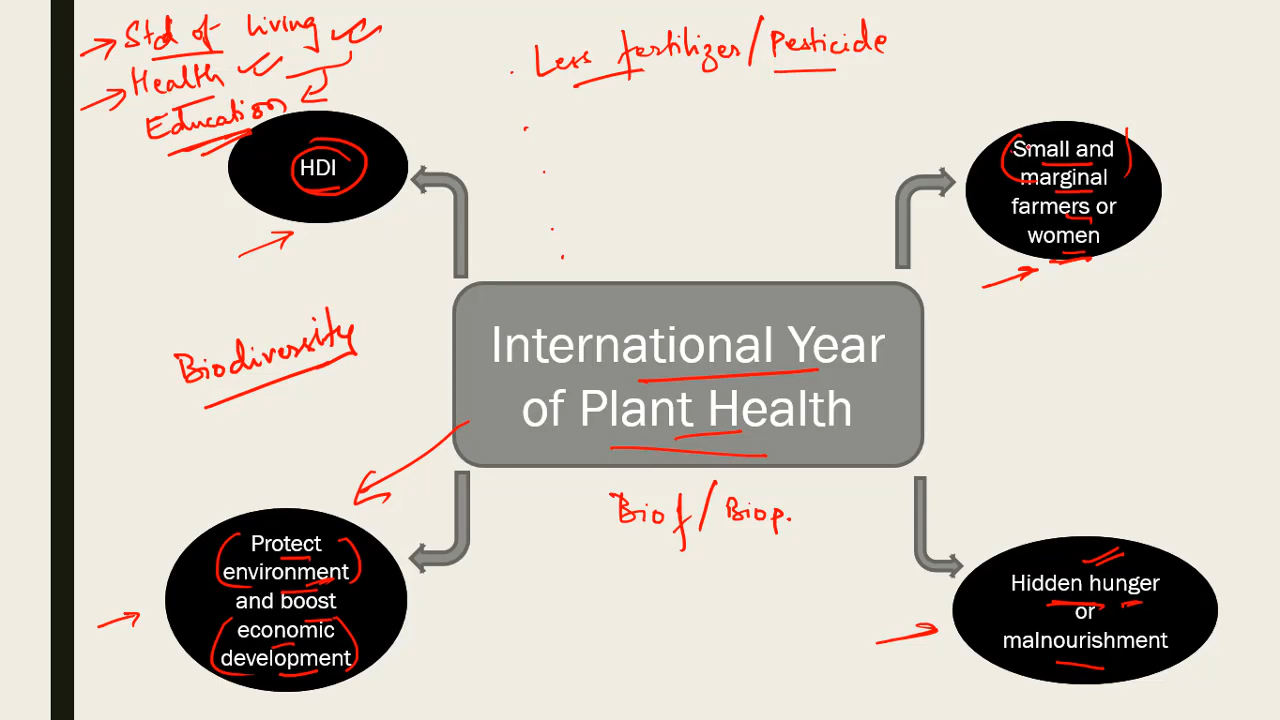 Std of living
Health
Education
Less fertilizer/Pesticide
HDI
Small and
marginal
farmers or
women
International Year
of Plant Health
Biodiversity
Biof/Biop.
Protect
environment
and boost
economic
development
Hidden hunger
or
malnourishment